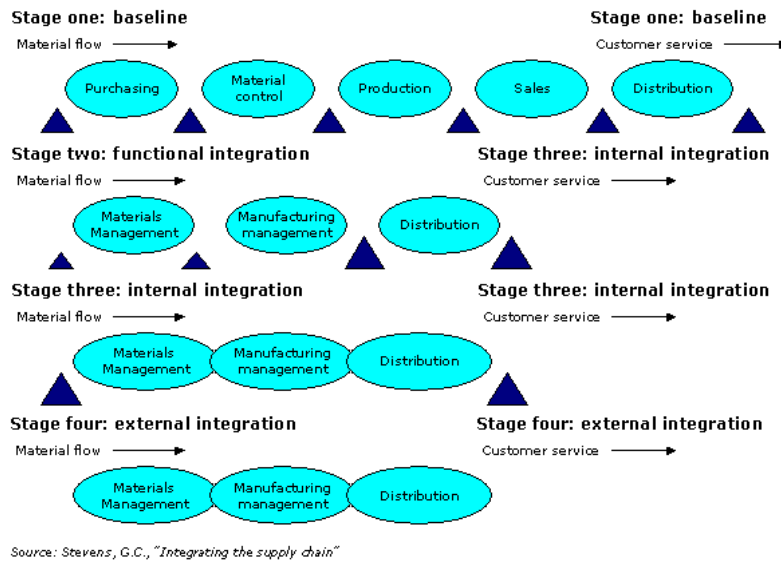 Stage one: baseline
Stage one: baseline
Material flow
Customer service
Purchasing
Material
control
Production
Sales
Distribution
Stage two: functional integration
Stage three: internal integration
Material flow
Customer service
Materials
Management
Manufacturing
management
Distribution
Stage three: internal integration
Stage three: internal integration
Material flow
Customer service
Materials
Management
Manufacturing
management
Distribution
Stage four: external integration
Stage four: external integration
Material flow
Customer service
Materials
Management
Manufacturing
management
Distribution
Source: Stevens, G.C., "Integrating the supply chain"